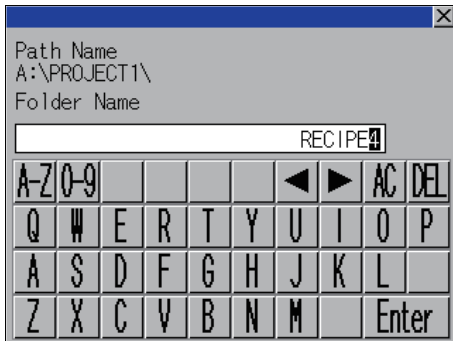 Path Name
A:\PROJECT1\
Folder Name
RECIPE4
A-Z 0-9 ◀ ▶ AC DEL
Q W E R T Y U I O P
A S D F G H J K L
Z X C V B N M Enter